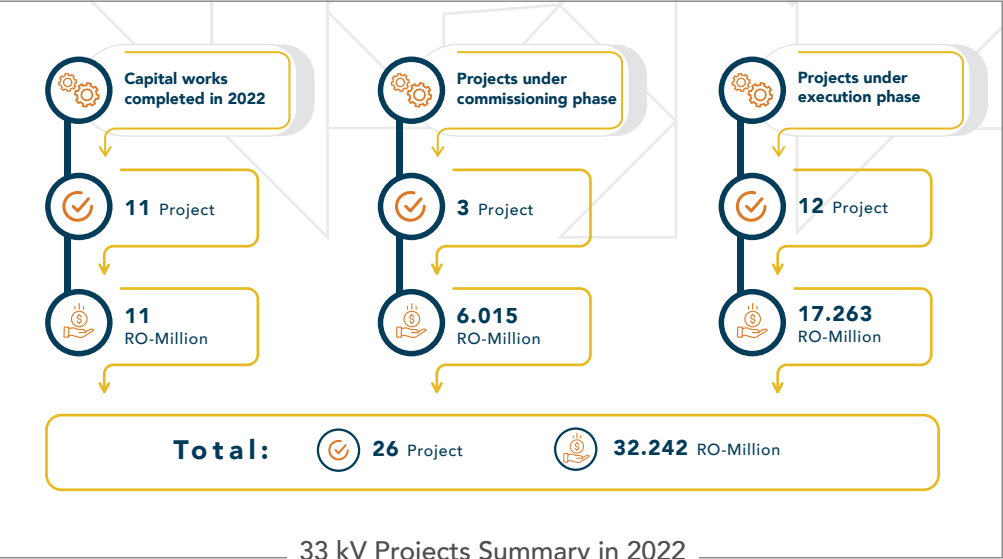 Capital works
completed in 2022
11 Project
11
RO-Million
Projects under
commissioning phase
3 Project
6.015
RO-Million
Projects under
execution phase
12 Project
17.263
RO-Million
Total:
26 Project
32.242 RO-Million
33 kV Projects Summary in 2022